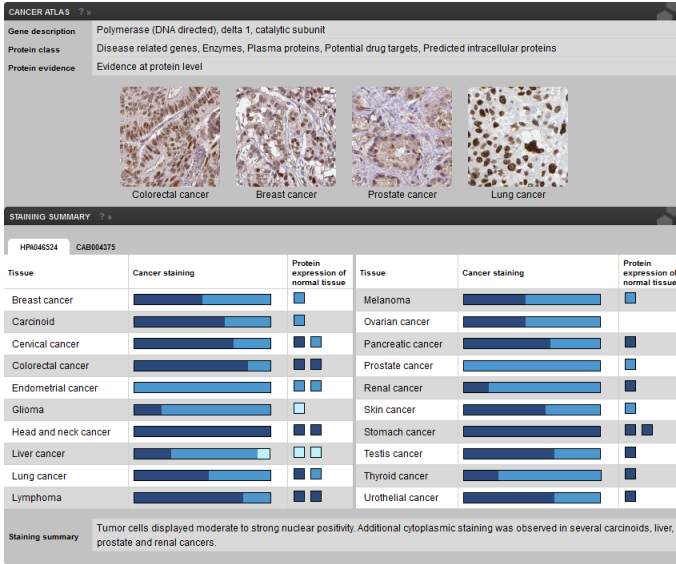 CANCER ATLAS ? »
Gene description Polymerase (DNA directed), delta 1, catalytic subunit
Protein class Disease related genes, Enzymes, Plasma proteins, Potential drug targets, Predicted intracellular proteins
Protein evidence Evidence at protein level
Colorectal cancer Breast cancer Prostate cancer Lung cancer
STAINING SUMMARY ? »
HPA046524 CAB004375
Tissue Cancer staining Protein expression of normal tissue Tissue Cancer staining Protein expression of normal tissue
Breast cancer Melanoma
Carcinoid Ovarian cancer
Cervical cancer Pancreatic cancer
Colorectal cancer Prostate cancer
Endometrial cancer Renal cancer
Glioma Skin cancer
Head and neck cancer Stomach cancer
Liver cancer Testis cancer
Lung cancer Thyroid cancer
Lymphoma Urothelial cancer
Staining summary Tumor cells displayed moderate to strong nuclear positivity. Additional cytoplasmic staining was observed in several carcinoids, liver,
prostate and renal cancers.